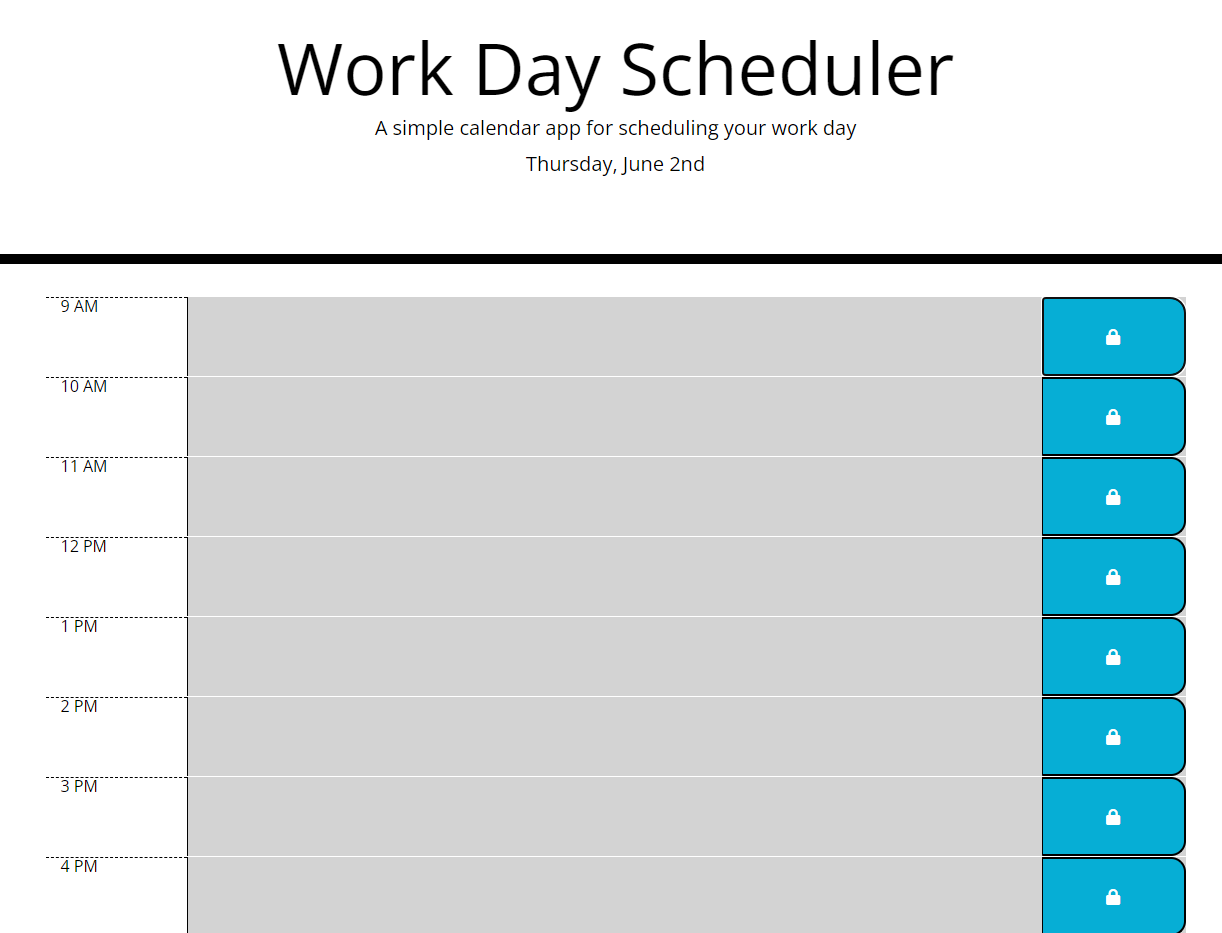 Work Day Scheduler
A simple calendar app for scheduling your work day
Thursday, June 2nd
9 AM
10 AM
11 AM
12 PM
1 PM
2 PM
3 PM
4 PM